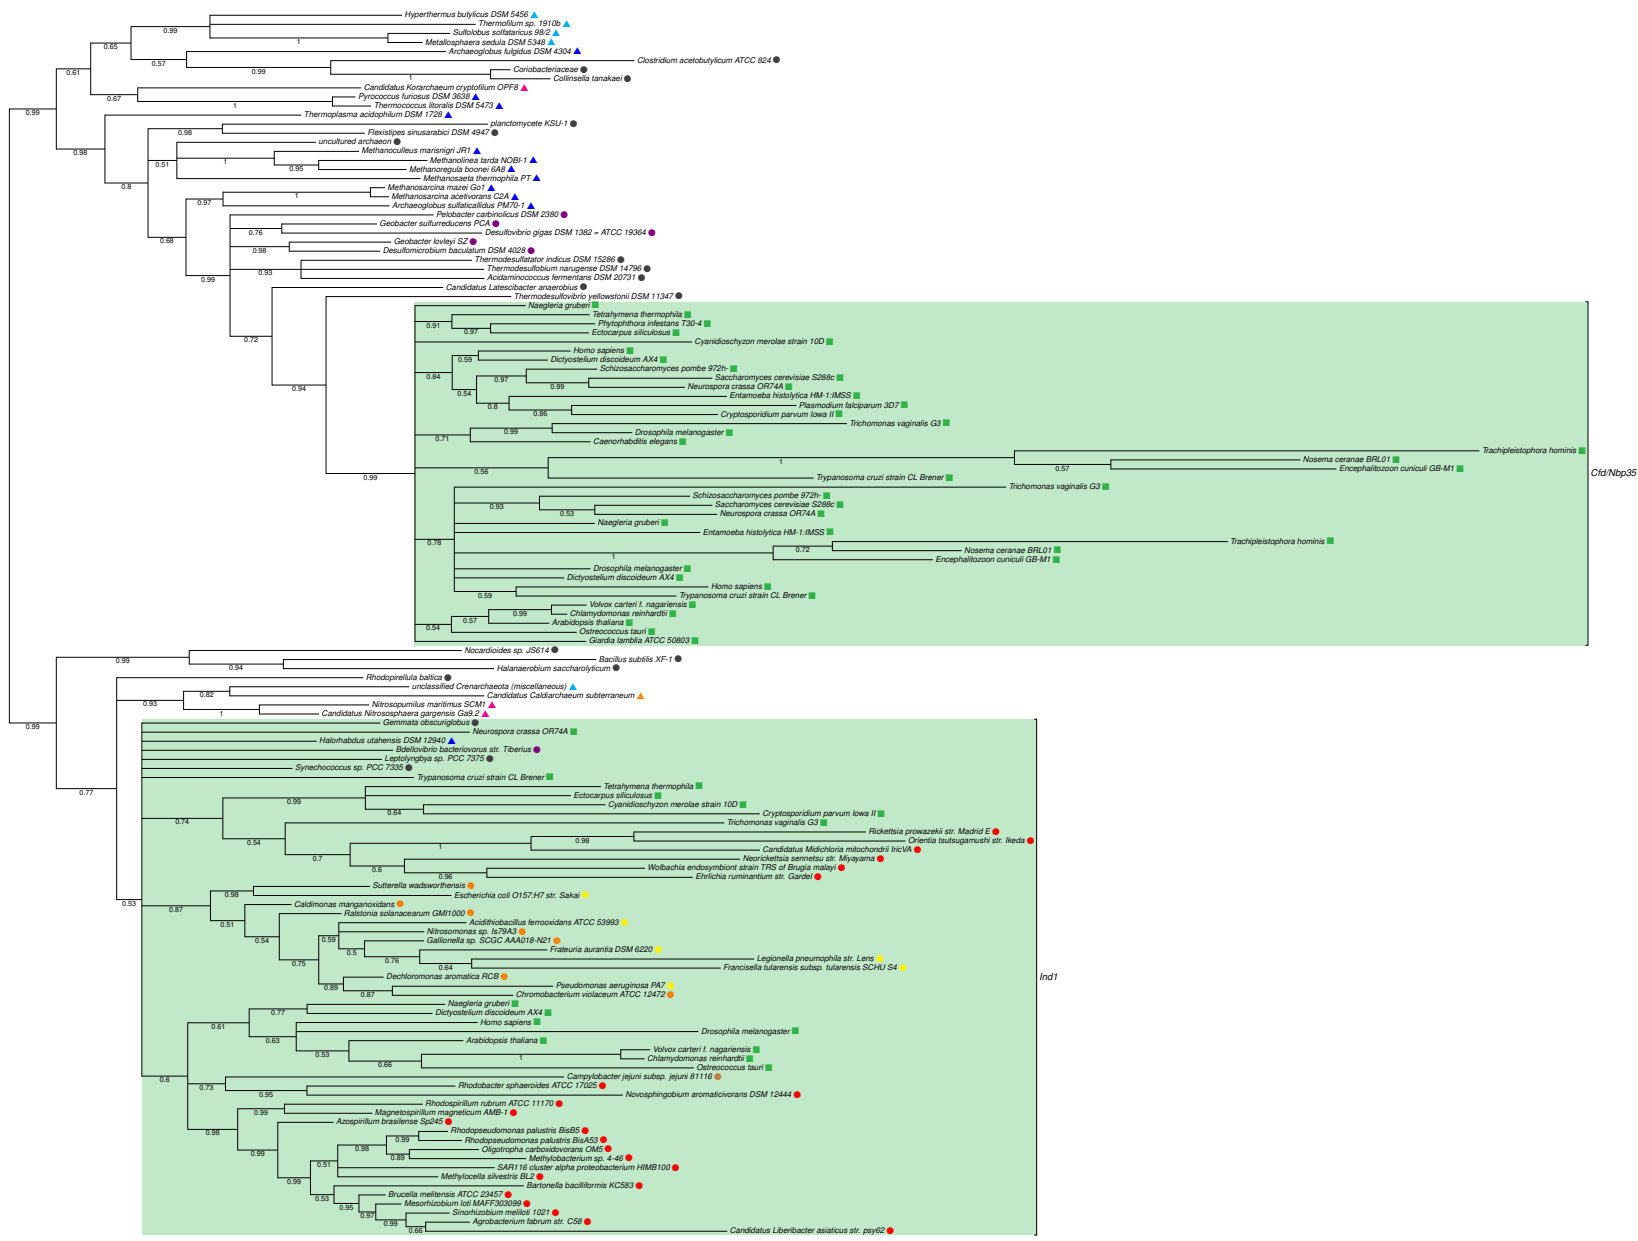 Hyperthermus butylicus DSM 5456
Thermofilum sp. 1910b
0.99
Sulfolobus solfataricus 98/2
1
Metallosphaera sedula DSM 5348
0.65
Archaeoglobus fulgidus DSM 4304
0.57
Clostridium acetobutylicum ATCC 824
0.99
Coriobacteriaceae
1
Collinsella tanakaei
0.61
Candidatus Korarchaeum cryptofilum OPF8
0.67
Pyrococcus furiosus DSM 3638
1
Thermococcus litoralis DSM 5473
0.99
Thermoplasma acidophilum DSM 1728
planctomycete KSU-1
0.98
Flexistipes sinusarabici DSM 4947
0.98
uncultured archaeon
Methanoculleus marisnigri JR1
0.51
1
Methanolinea tarda NOBI-1
0.95
Methanoregula boonei 6A8
Methanosaeta thermophila PT
0.8
Methanosarcina mazei Go1
1
Methanosarcina acetivorans C2A
0.97
Archaeoglobus sulfaticallidus PM70-1
Pelobacter carbinolicus DSM 2380
Geobacter sulfurreducens PCA
0.76
Desulfovibrio gigas DSM 1382 = ATCC 19364
0.68
Geobacter lovleyi SZ
0.98
Desulfomicrobium baculatum DSM 4028
Thermodesulfatator indicus DSM 15286
0.93
Thermodesulfobium narugense DSM 14796
0.99
Acidaminococcus fermentans DSM 20731
Candidatus Latescibacter anaerobius
Thermodesulfovibrio yellowstonii DSM 11347
0.72
0.94
0.99
Naegleria gruberi
Tetrahymena thermophila
0.91
Phytophthora infestans T30-4
0.97
Ectocarpus siliculosus
Cyanidioschyzon merolae strain 10D
Homo sapiens
0.59
Dictyostelium discoideum AX4
0.84
Schizosaccharomyces pombe 972h-
0.97
Saccharomyces cerevisiae S288c
0.99
Neurospora crassa OR74A
0.54
Entamoeba histolytica HM-1:IMSS
0.8
Plasmodium falciparum 3D7
0.86
Cryptosporidium parvum Iowa II
Trichomonas vaginalis G3
0.99
Drosophila melanogaster
0.71
Caenorhabditis elegans
Trachipleistophora hominis
1
Nosema ceranae BRL01
0.57
Encephalitozoon cuniculi GB-M1
0.56
Trypanosoma cruzi strain CL Brener
Cfd/Nbp35
Trichomonas vaginalis G3
Schizosaccharomyces pombe 972h-
0.93
Saccharomyces cerevisiae S288c
0.53
Neurospora crassa OR74A
Naegleria gruberi
Entamoeba histolytica HM-1:IMSS
0.78
Trachipleistophora hominis
0.72
Nosema ceranae BRL01
1
Encephalitozoon cuniculi GB-M1
Drosophila melanogaster
Dictyostelium discoideum AX4
Homo sapiens
0.59
Trypanosoma cruzi strain CL Brener
Volvox carteri f. nagariensis
0.99
Chlamydomonas reinhardtii
0.57
Arabidopsis thaliana
0.54
Ostreococcus tauri
Giardia lamblia ATCC 50803
Nocardioides sp. JS614
0.99
Bacillus subtilis XF-1
0.94
Halanaerobium saccharolyticum
Rhodopirellula baltica
unclassified Crenarchaeota (miscellaneous)
0.82
Candidatus Caldiarchaeum subterraneum
0.93
Nitrosopumilus maritimus SCM1
1
Candidatus Nitrososphaera gargensis Ga9.2
0.99
0.77
0.53
Gemmata obscuriglobus
Neurospora crassa OR74A
Halorhabdus utahensis DSM 12940
Bdellovibrio bacteriovorus str. Tiberius
Leptolyngbya sp. PCC 7375
Synechococcus sp. PCC 7335
Trypanosoma cruzi strain CL Brener
Tetrahymena thermophila
Ectocarpus siliculosus
0.99
Cyanidioschyzon merolae strain 10D
0.64
Cryptosporidium parvum Iowa II
0.74
Trichomonas vaginalis G3
0.54
Rickettsia prowazekii str. Madrid E
0.98
Orientia tsutsugamushi str. Ikeda
1
Candidatus Midichloria mitochondrii IricVA
0.7
Neorickettsia sennetsu str. Miyayama
0.6
Wolbachia endosymbiont strain TRS of Brugia malayi
0.96
Ehrlichia ruminantium str. Gardel
Sutterella wadsworthensis
0.98
Escherichia coli O157:H7 str. Sakai
0.87
Caldimonas manganoxidans
0.51
Ralstonia solanacearum GMI1000
0.54
Acidithiobacillus ferrooxidans ATCC 53993
Nitrosomonas sp. Is79A3
0.59
Gallionella sp. SCGC AAA018-N21
0.5
Frateuria aurantia DSM 6220
0.76
Legionella pneumophila str. Lens
0.64
Francisella tularensis subsp. tularensis SCHU S4
0.75
Dechloromonas aromatica RCB
0.89
Pseudomonas aeruginosa PA7
0.87
Chromobacterium violaceum ATCC 12472
Ind1
Naegleria gruberi
0.77
Dictyostelium discoideum AX4
0.61
Homo sapiens
Drosophila melanogaster
0.63
Arabidopsis thaliana
0.53
Volvox carteri f. nagariensis
1
Chlamydomonas reinhardtii
0.66
Ostreococcus tauri
0.6
Campylobacter jejuni subsp. jejuni 81116
0.73
Rhodobacter sphaeroides ATCC 17025
0.95
Novosphingobium aromaticivorans DSM 12444
Rhodospirillum rubrum ATCC 11170
0.99
Magnetospirillum magneticum AMB-1
0.98
Azospirillum brasilense Sp245
Rhodopseudomonas palustris BisB5
0.99
Rhodopseudomonas palustris BisA53
0.98
Oligotropha carboxidovorans OM5
0.89
Methylobacterium sp. 4-46
0.99
0.51
SAR116 cluster alpha proteobacterium HIMB100
Methylocella silvestris BL2
0.99
Bartonella bacilliformis KC583
0.53
Brucella melitensis ATCC 23457
0.95
Mesorhizobium loti MAFF303099
0.97
Sinorhizobium meliloti 1021
0.99
Agrobacterium fabrum str. C58
0.66
Candidatus Liberibacter asiaticus str. psy62